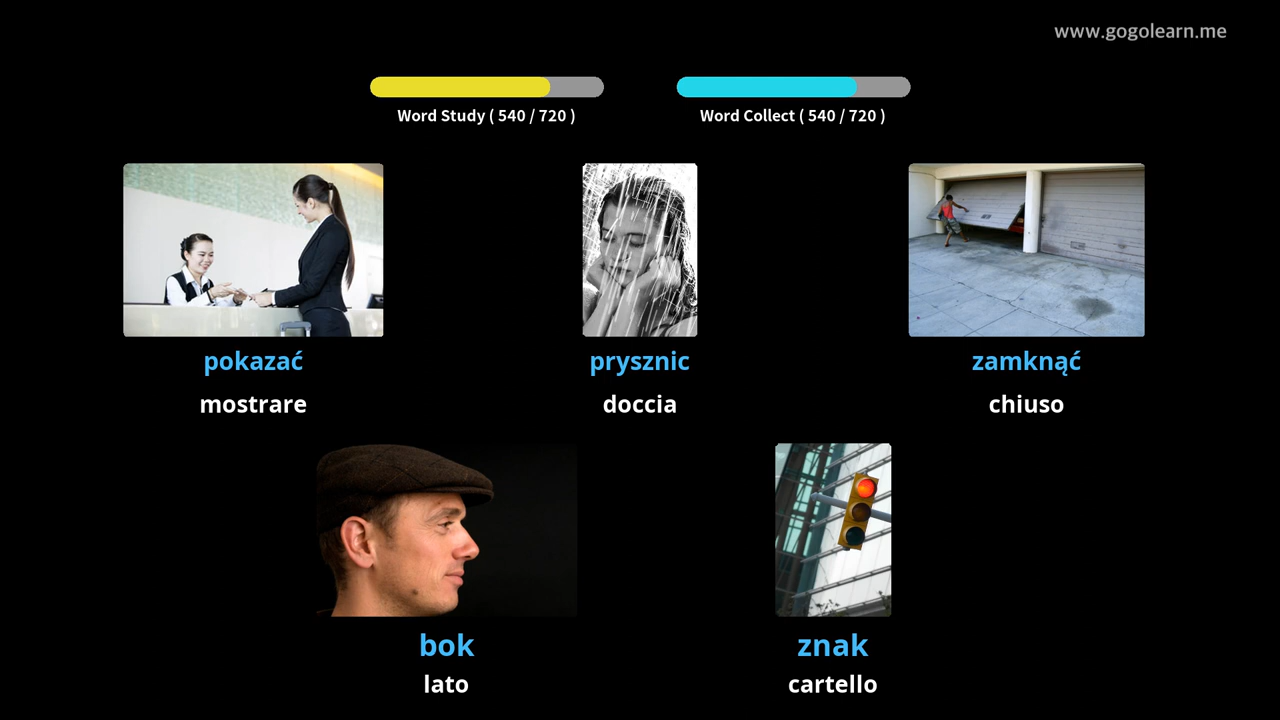 www.gogolearn.me
Word Study ( 540 / 720 )
Word Collect ( 540 / 720 )
pokazać
mostrare
prysznic
doccia
zamknąć
chiuso
bok
lato
znak
cartello